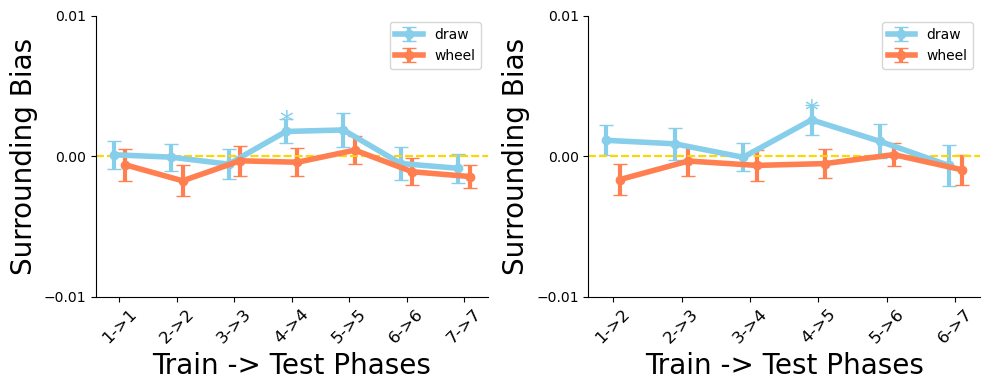 Surrounding Bias
0.01
0.00
−0.01
draw
wheel
*
1->1
2->2
3->3
4->4
5->5
6->6
7->7
Train -> Test Phases
Surrounding Bias
0.01
0.00
−0.01
draw
wheel
*
1->2
2->3
3->4
4->5
5->6
6->7
Train -> Test Phases